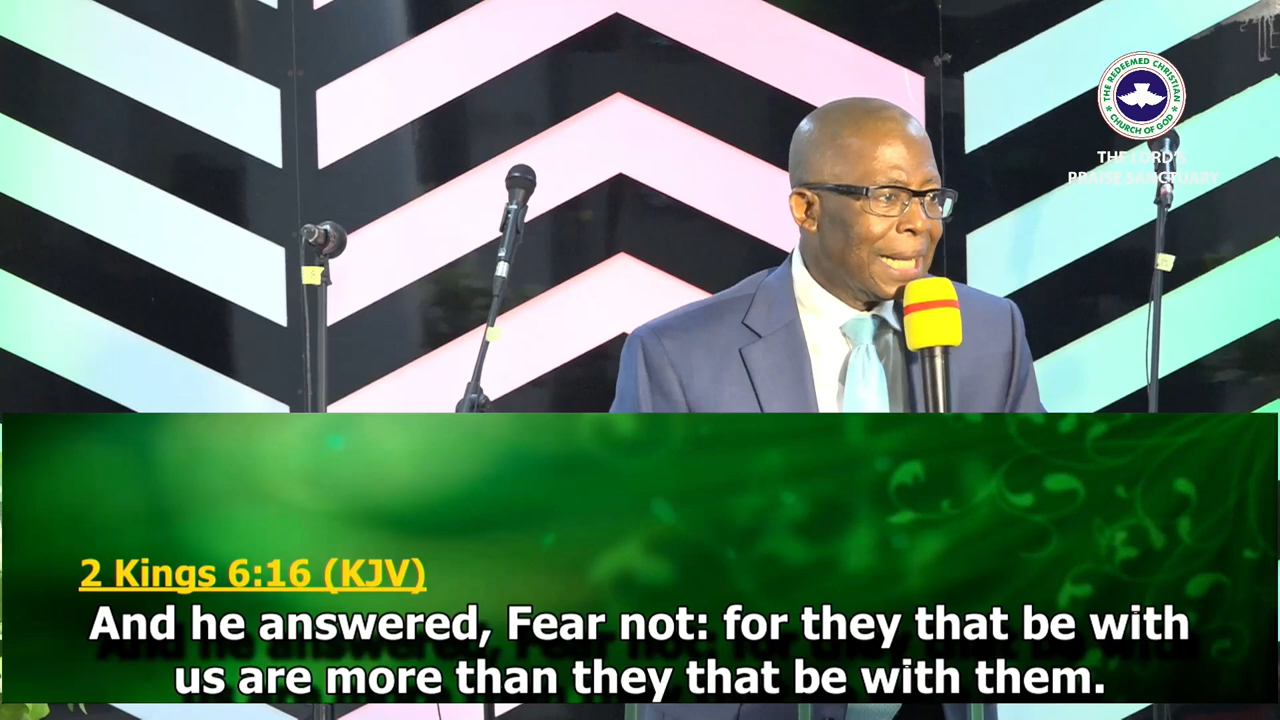 THE REDEEMED CHRISTIAN
CHURCH OF GOD
THE LORD'S
PRAISE SANCTUARY
2 Kings 6:16 (KJV)
And he answered, Fear not: for they that be with
us are more than they that be with them.